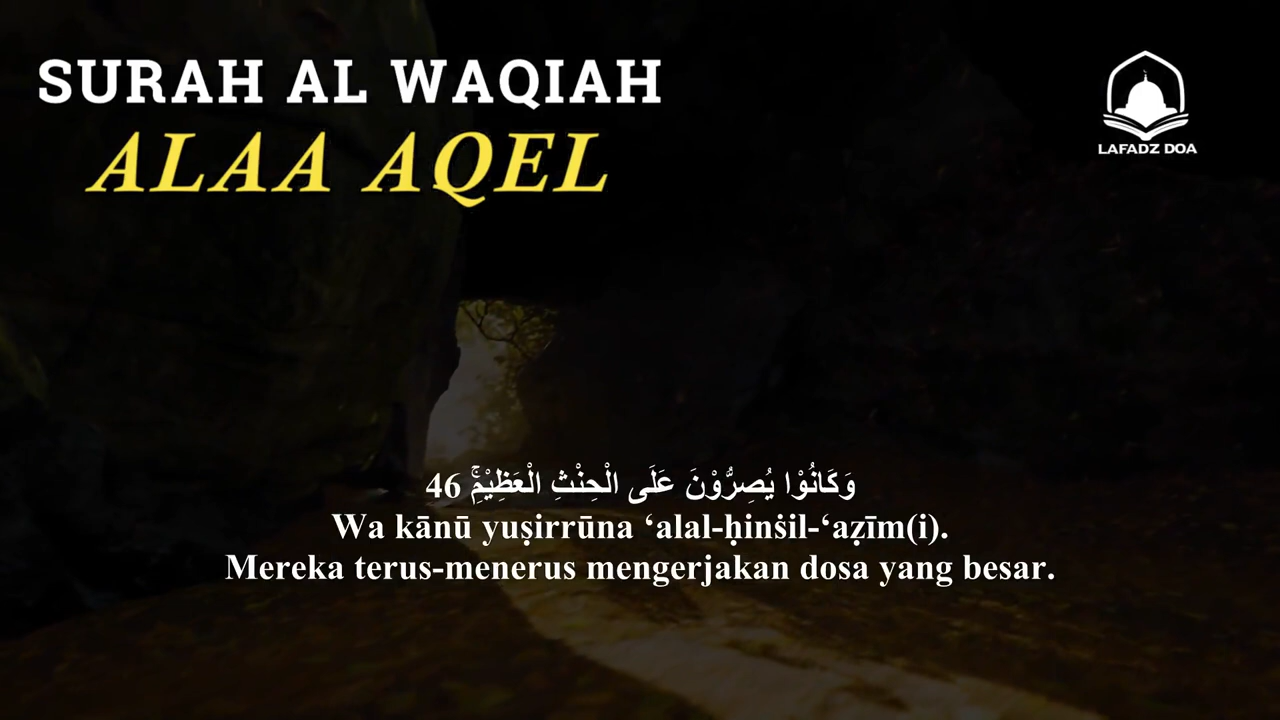 SURAH AL WAQIAH
ALAA AQEL
LAFADZ DOA
وَكَانُوْا يُصِرُّوْنَ عَلَى الْحِنْثِ الْعَظِيْمِۚ 46
Wa kānū yuṣirrūna ‘alal-ḥinṡil-‘aẓīm(i).
Mereka terus-menerus mengerjakan dosa yang besar.